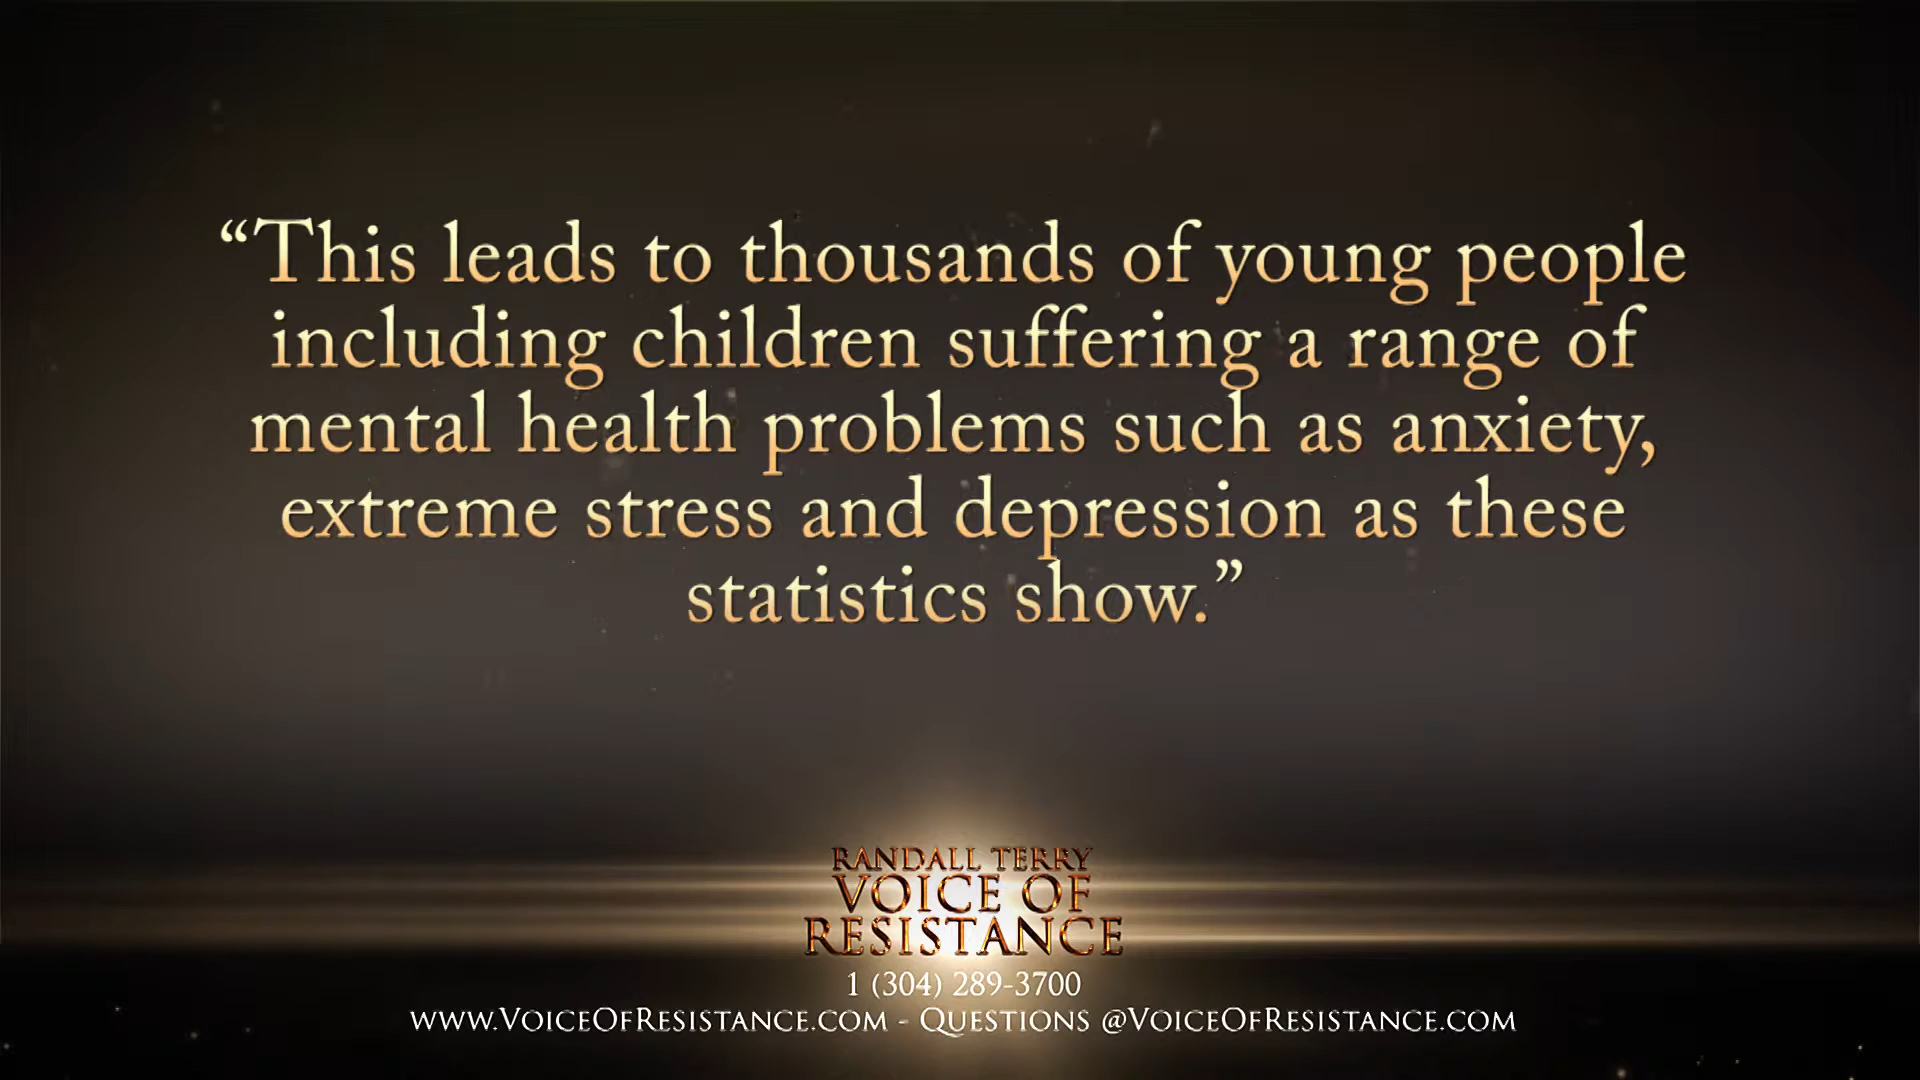 “This leads to thousands of young people
including children suffering a range of
mental health problems such as anxiety,
extreme stress and depression as these
statistics show.”
RANDALL TERRY
VOICE OF
RESISTANCE
1 (304) 289-3700
WWW.VOICEOFRESISTANCE.COM - QUESTIONS @VOICEOFRESISTANCE.COM